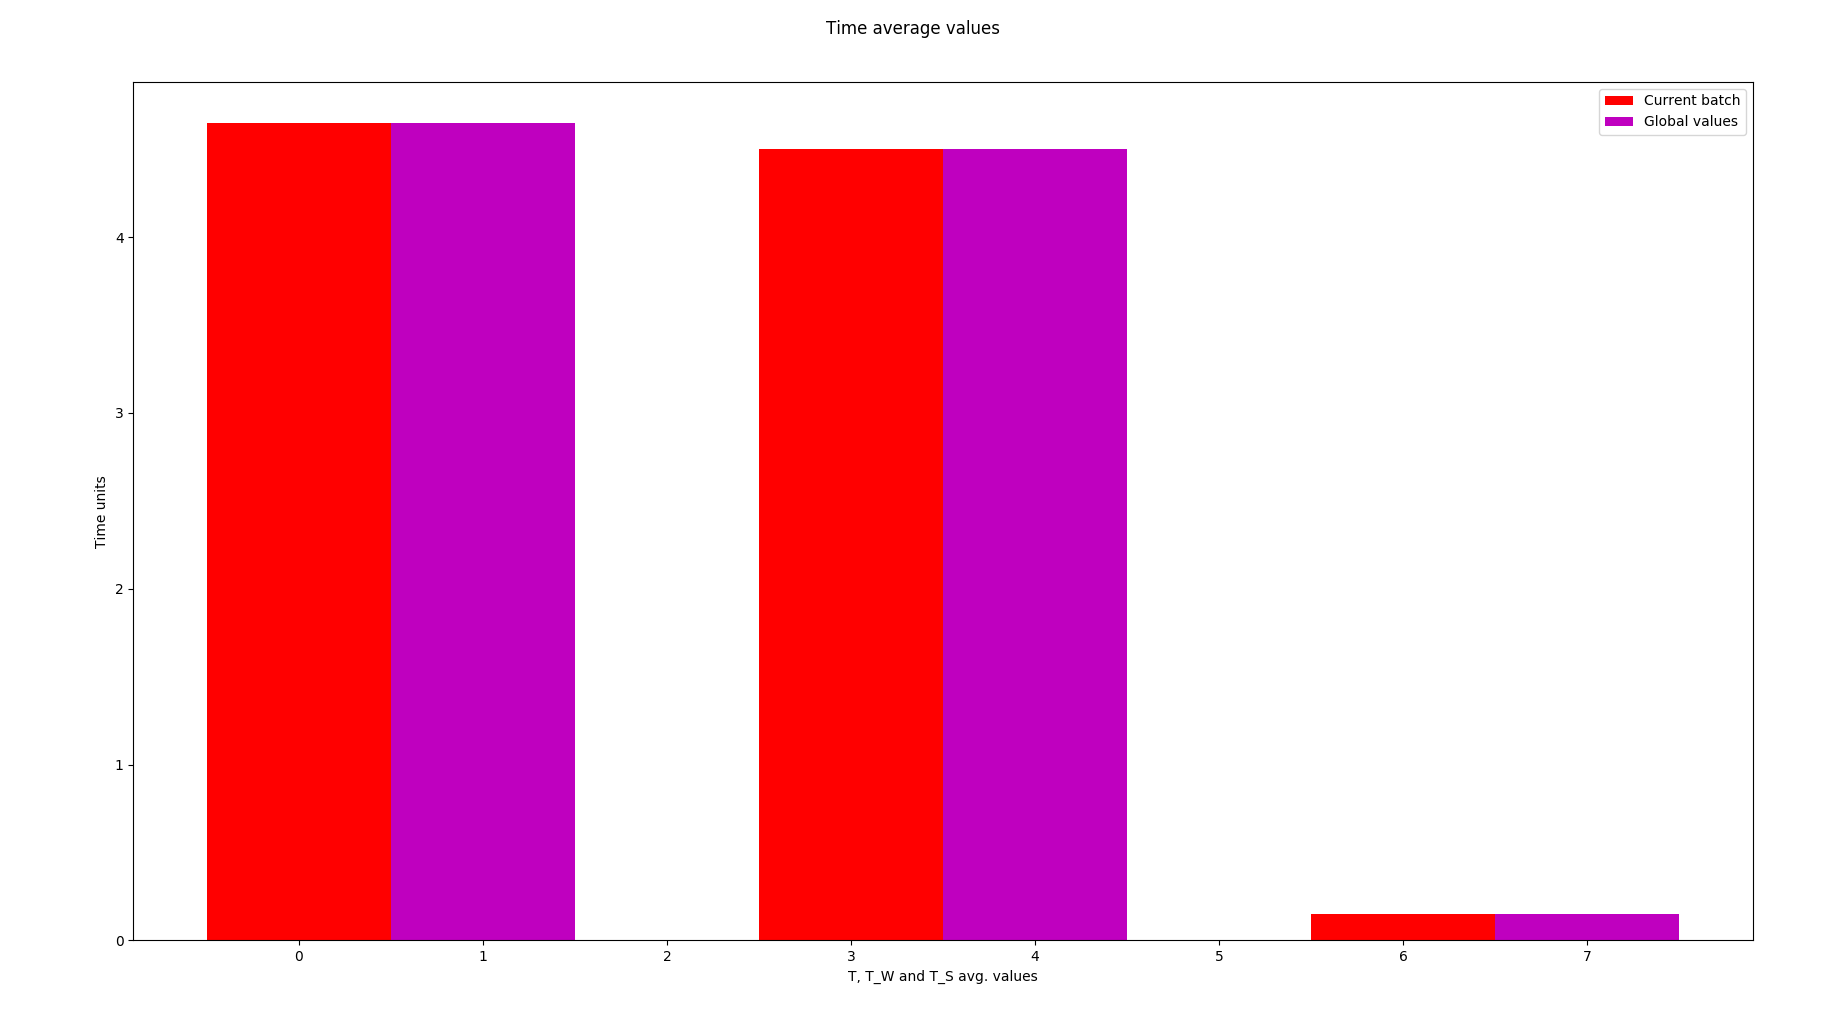 Time average values
Current batch
Global values
4
3
2
1
0
Time units
0 1 2 3 4 5 6 7
T, T_W and T_S avg. values